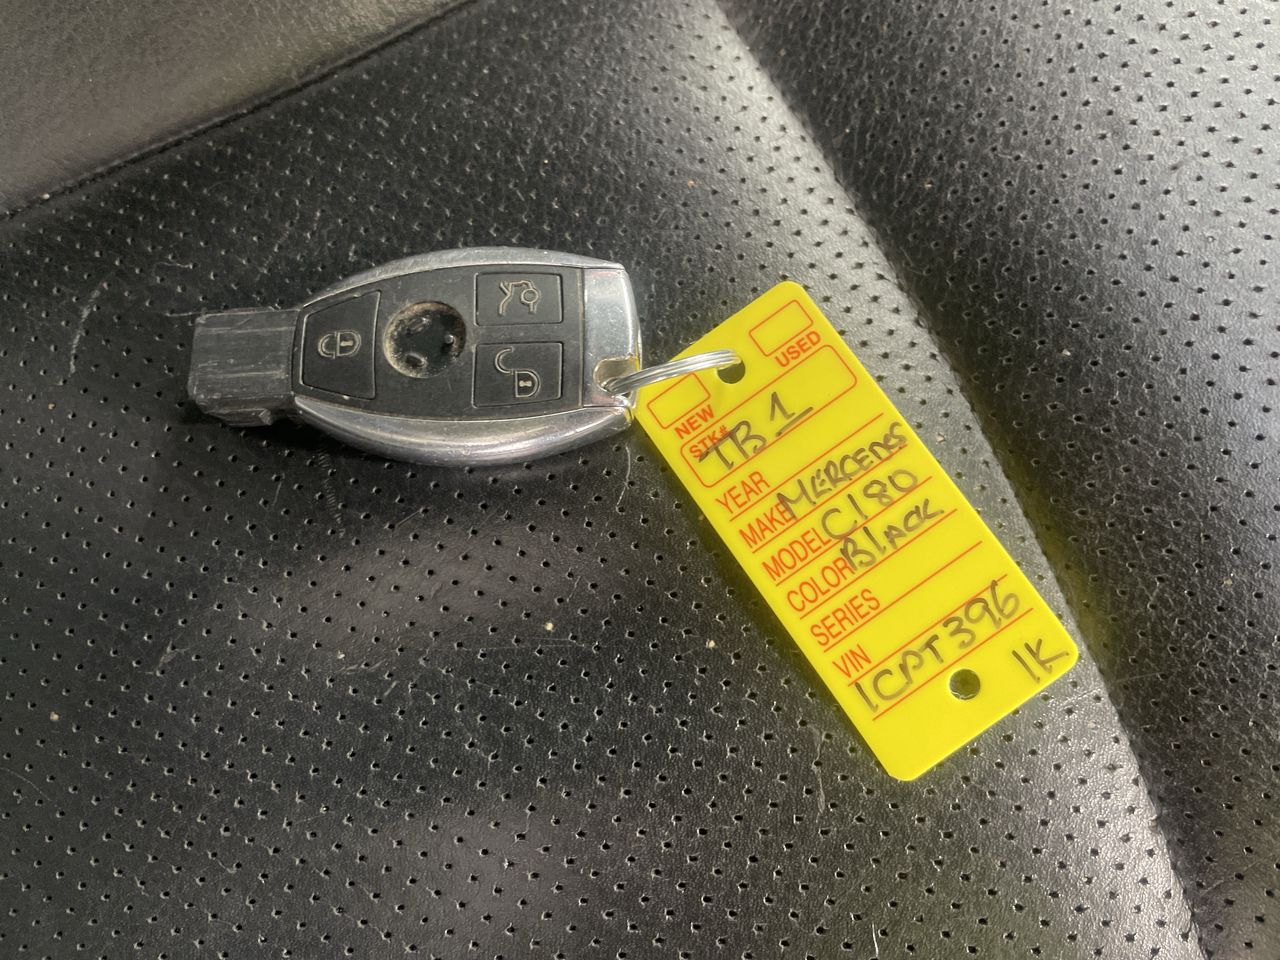 USED
NEW
STK# TB 1
YEAR
MAKE MERCEDES
MODEL C180
COLOR Black
SERIES
VIN
1CPT396
1K